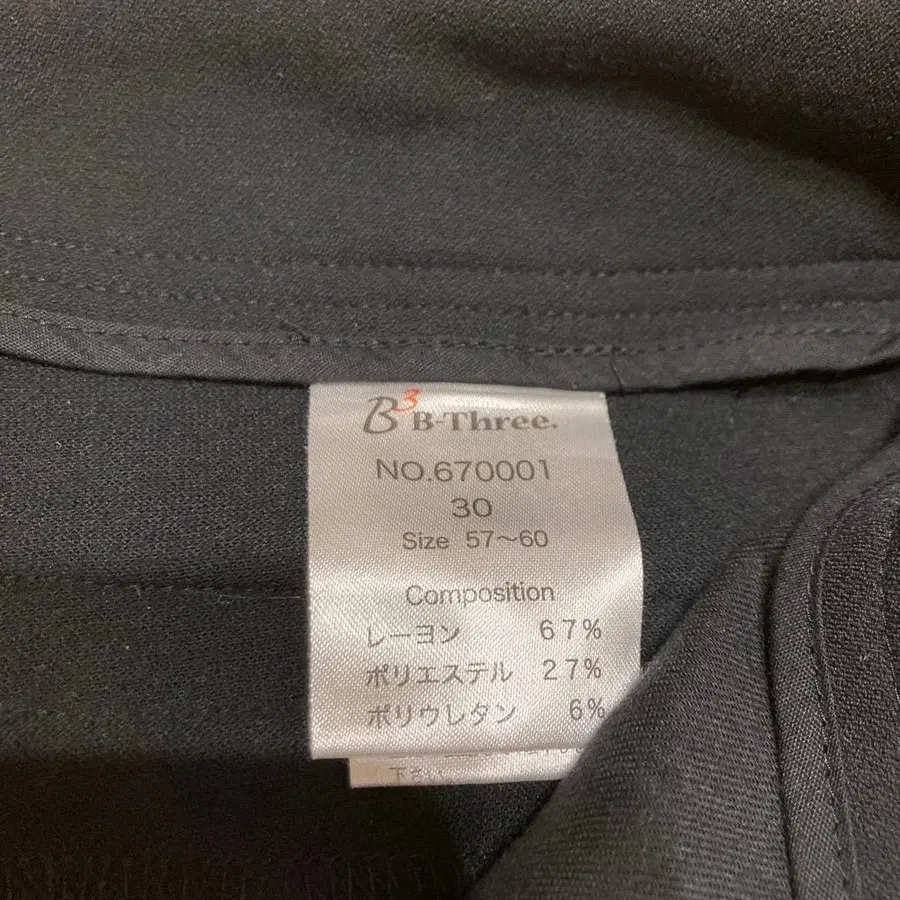 B3 B-Three.
NO.670001
30
Size 57～60
Composition
レーヨン 67%
ポリエステル 27%
ポリウレタン 6%